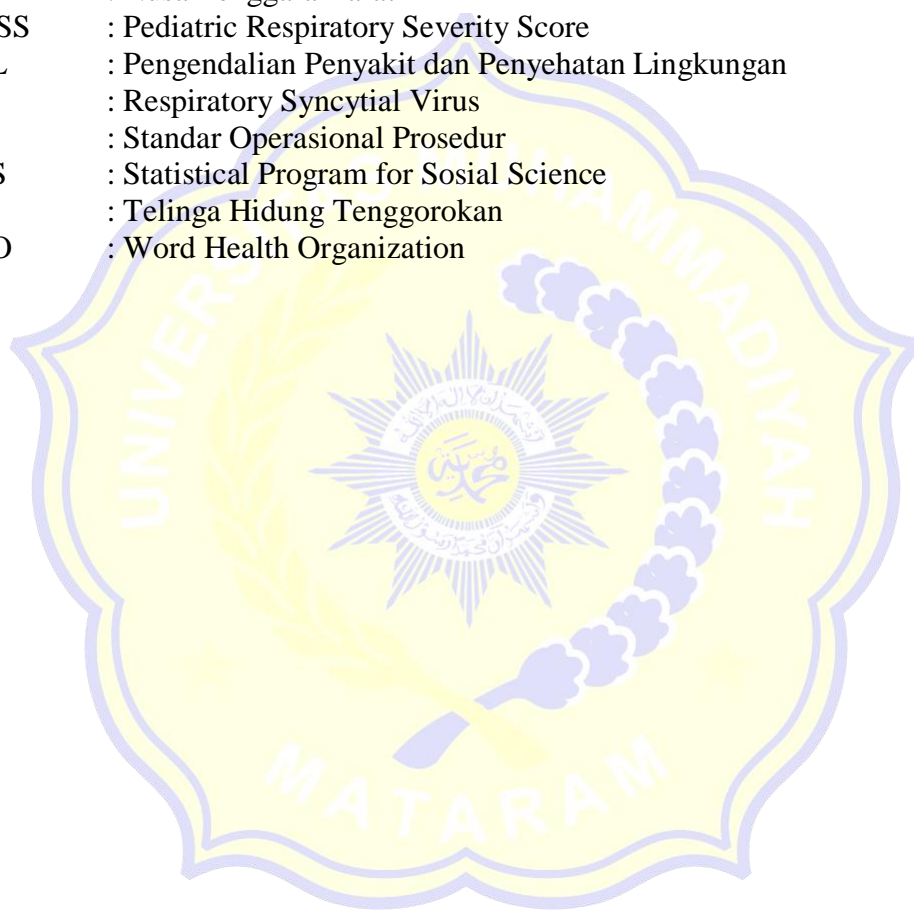 SS : Pediatric Respiratory Severity Score
L : Pengendalian Penyakit dan Penyehatan Lingkungan
: Respiratory Syncytial Virus
: Standar Operasional Prosedur
S : Statistical Program for Sosial Science
: Telinga Hidung Tenggorokan
O : Word Health Organization
UNIVERSITAS MUHAMMADIYAH
MATARAM